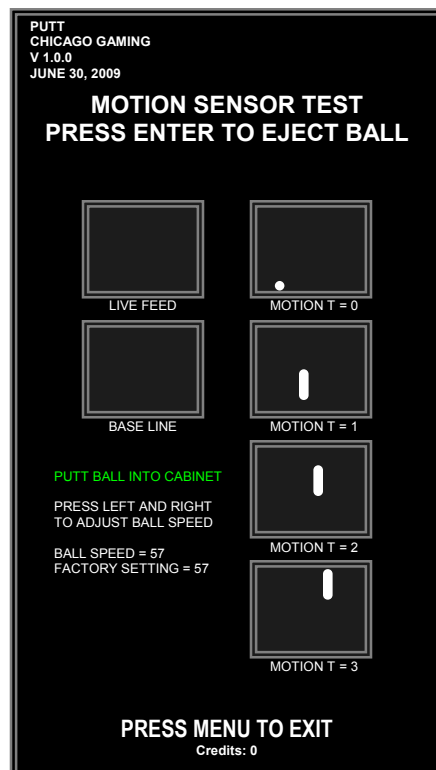 PUTT
CHICAGO GAMING
V 1.0.0
JUNE 30, 2009
MOTION SENSOR TEST
PRESS ENTER TO EJECT BALL
LIVE FEED
MOTION T = 0
BASE LINE
MOTION T = 1
PUTT BALL INTO CABINET
PRESS LEFT AND RIGHT
TO ADJUST BALL SPEED
BALL SPEED = 57
FACTORY SETTING = 57
MOTION T = 2
MOTION T = 3
PRESS MENU TO EXIT
Credits: 0